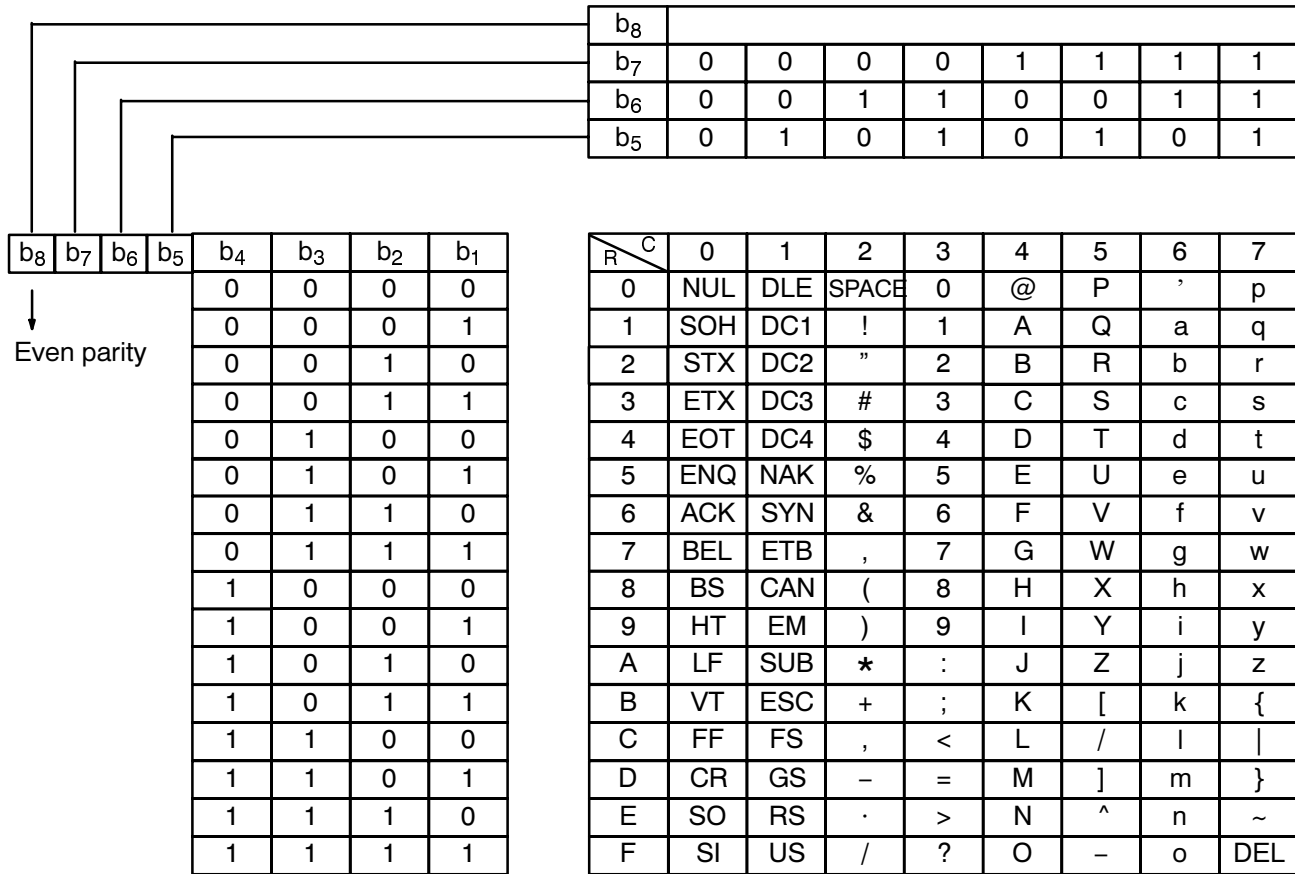 b8
b7 0 0 0 0 1 1 1 1
b6 0 0 1 1 0 0 1 1
b5 0 1 0 1 0 1 0 1
b8 b7 b6 b5 b4 b3 b2 b1 R C 0 1 2 3 4 5 6 7
0 0 0 0 0 NUL DLE SPACE 0 @ P ’ p
0 0 0 1 1 SOH DC1 ! 1 A Q a q
Even parity
0 0 1 0 2 STX DC2 ” 2 B R b r
0 0 1 1 3 ETX DC3 # 3 C S c s
0 1 0 0 4 EOT DC4 $ 4 D T d t
0 1 0 1 5 ENQ NAK % 5 E U e u
0 1 1 0 6 ACK SYN & 6 F V f v
0 1 1 1 7 BEL ETB , 7 G W g w
1 0 0 0 8 BS CAN ( 8 H X h x
1 0 0 1 9 HT EM ) 9 I Y i y
1 0 1 0 A LF SUB * : J Z j z
1 0 1 1 B VT ESC + ; K [ k {
1 1 0 0 C FF FS , < L / l |
1 1 0 1 D CR GS – = M ] m }
1 1 1 0 E SO RS · > N ^ n ~
1 1 1 1 F SI US / ? O – o DEL